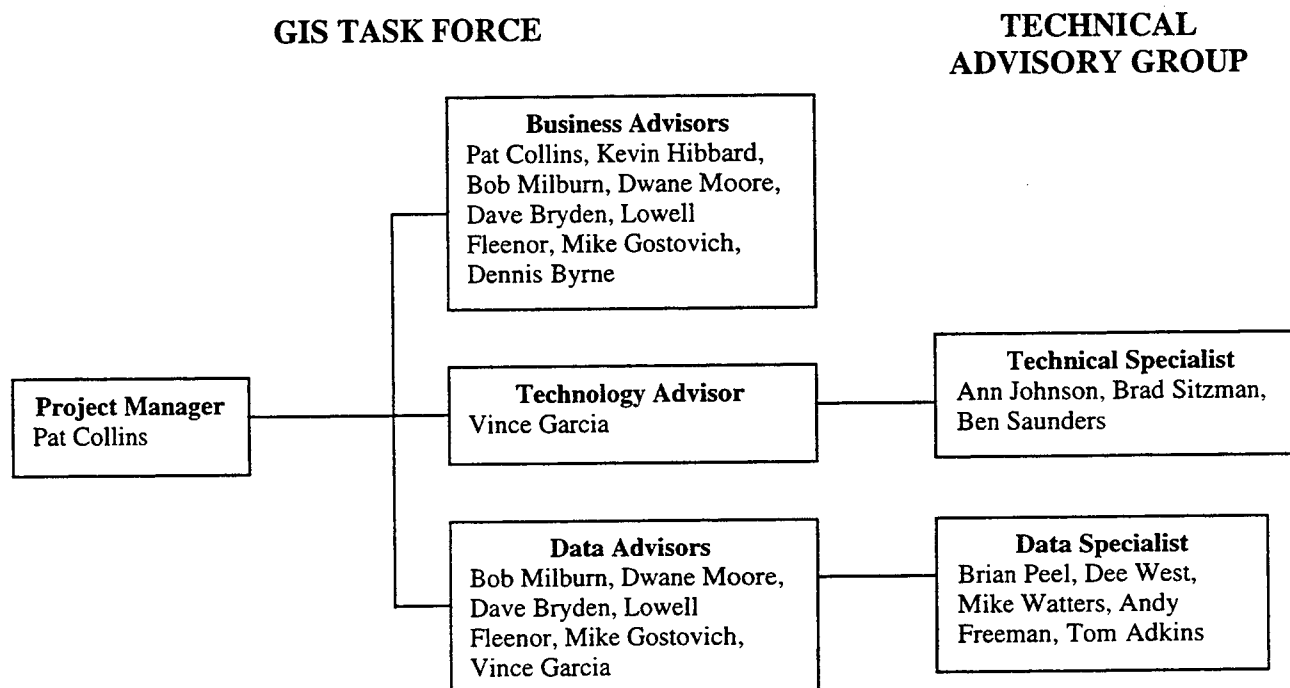 GIS TASK FORCE
TECHNICAL
ADVISORY GROUP
Business Advisors
Pat Collins, Kevin Hibbard,
Bob Milburn, Dwane Moore,
Dave Bryden, Lowell
Fleenor, Mike Gostovich,
Dennis Byrne
Project Manager
Pat Collins
Technology Advisor
Vince Garcia
Technical Specialist
Ann Johnson, Brad Sitzman,
Ben Saunders
Data Advisors
Bob Milburn, Dwane Moore,
Dave Bryden, Lowell
Fleenor, Mike Gostovich,
Vince Garcia
Data Specialist
Brian Peel, Dee West,
Mike Watters, Andy
Freeman, Tom Adkins